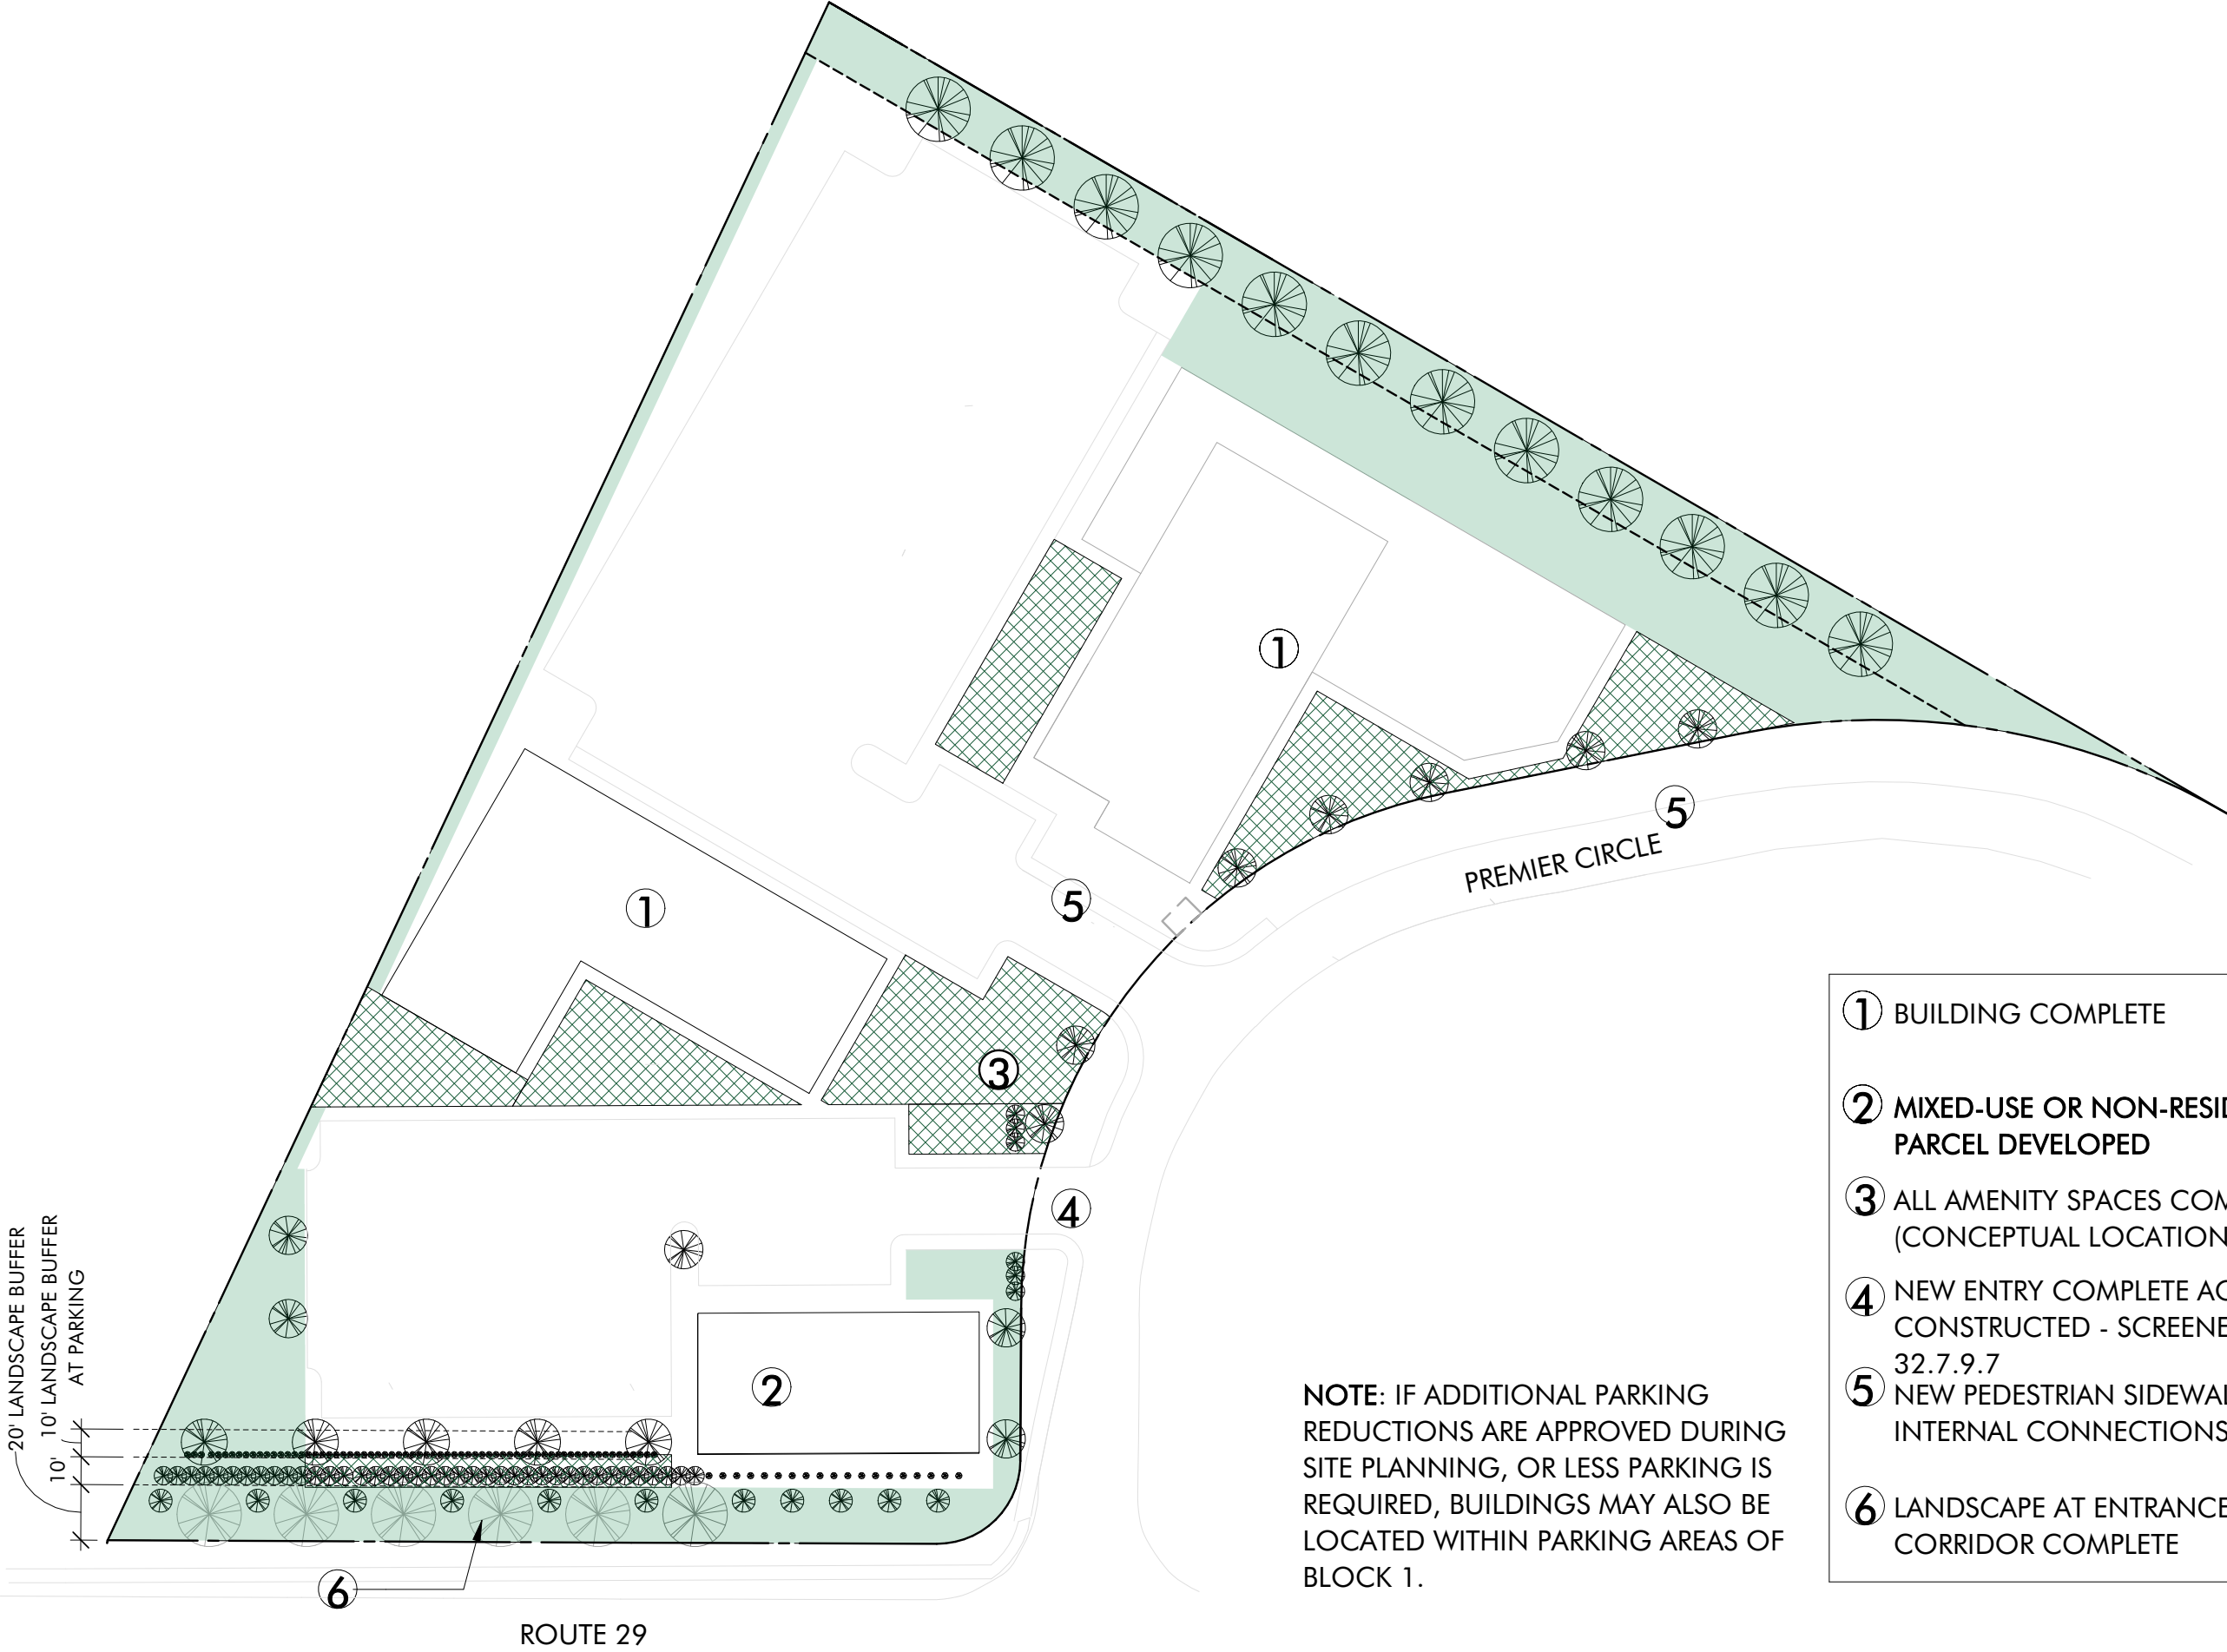 1
1
5
5
PREMIER CIRCLE
3
4
2
6
20' LANDSCAPE BUFFER
10' LANDSCAPE BUFFER
AT PARKING
10'
ROUTE 29
NOTE: IF ADDITIONAL PARKING
REDUCTIONS ARE APPROVED DURING
SITE PLANNING, OR LESS PARKING IS
REQUIRED, BUILDINGS MAY ALSO BE
LOCATED WITHIN PARKING AREAS OF
BLOCK 1.
1 BUILDING COMPLETE
2 MIXED-USE OR NON-RESID
PARCEL DEVELOPED
3 ALL AMENITY SPACES COM
(CONCEPTUAL LOCATION
4 NEW ENTRY COMPLETE AC
CONSTRUCTED - SCREENE
32.7.9.7
5 NEW PEDESTRIAN SIDEWAL
INTERNAL CONNECTIONS
6 LANDSCAPE AT ENTRANCE
CORRIDOR COMPLETE